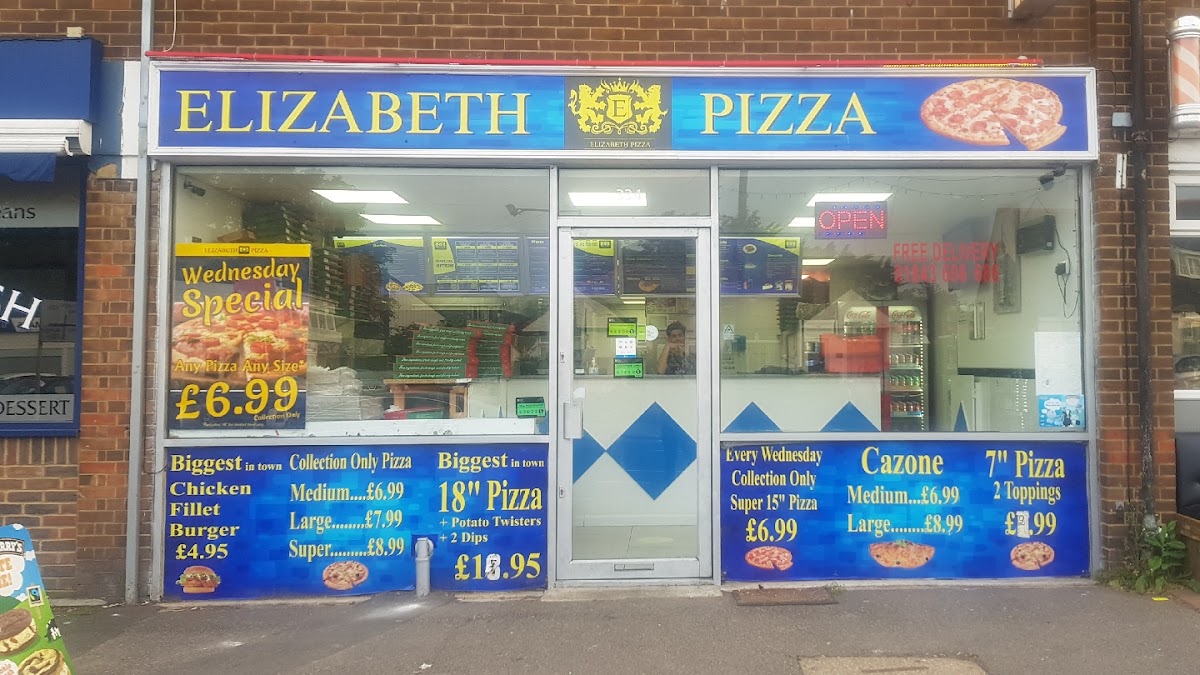 ELIZABETH
E
ELIZABETH PIZZA
PIZZA
334
OPEN
FREE DELIVERY
ELIZABETH PIZZA
Wednesday
Special
Any Pizza Any Size*
£6.99
Collection Only
Biggest in town
Chicken
Fillet
Burger
£4.95
Collection Only Pizza
Medium....£6.99
Large........£7.99
Super.........£8.99
Biggest in town
18" Pizza
+ Potato Twisters
+ 2 Dips
Every Wednesday
Collection Only
Super 15" Pizza
£6.99
Cazone
Medium...£6.99
Large........£8.99
7" Pizza
2 Toppings
DESSERT